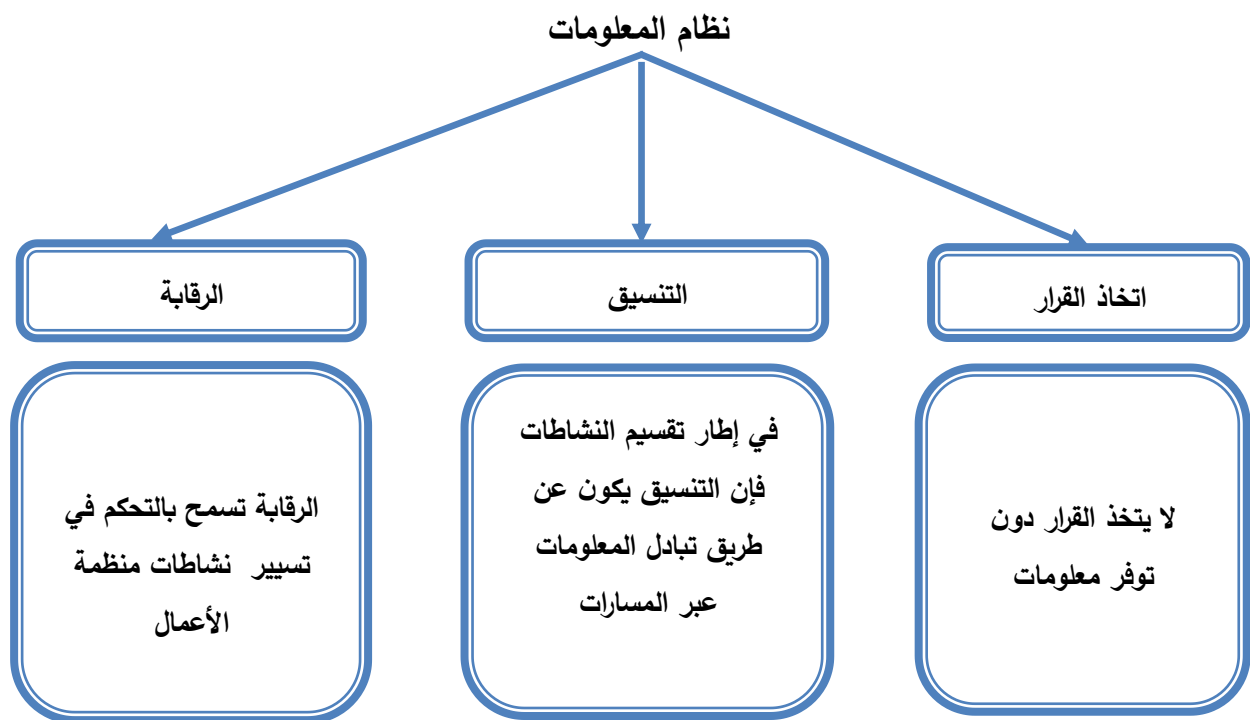 نظام المعلومات
اتخاذ القرار
التنسيق
الرقابة
لا يتخذ القرار دون
توفر معلومات
في إطار تقسيم النشاطات
فإن التنسيق يكون عن
طريق تبادل المعلومات
عبر المسارات
الرقابة تسمح بالتحكم في
تسيير نشاطات منظمة
الأعمال